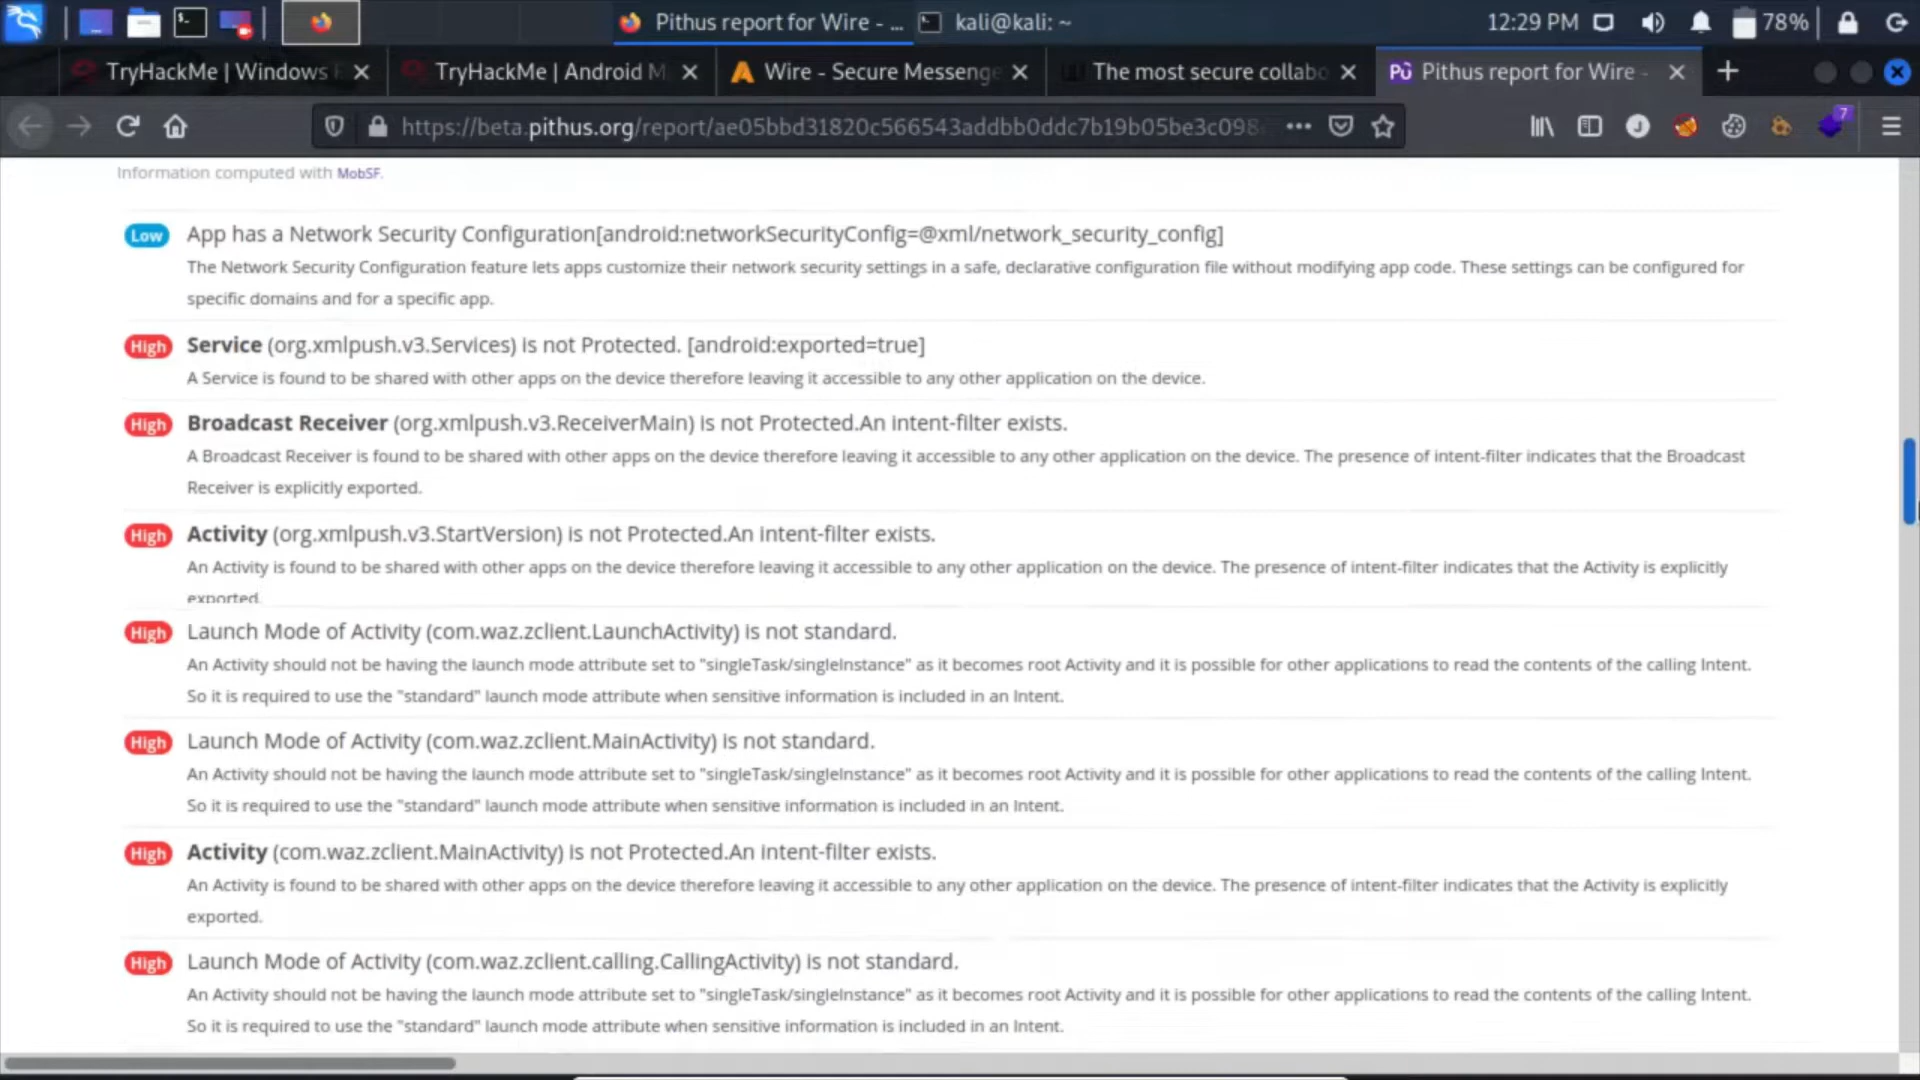 Pithus report for Wire - ...
kali@kali: ~
12:29 PM
78%
TryHackMe | Windows
TryHackMe | Android M
Wire - Secure Messenge
The most secure collabo
Pithus report for Wire -
https://beta.pithus.org/report/ae05bbd31820c566543addbb0ddc7b19b05be3c098
7
Information computed with MobSF.
Low
App has a Network Security Configuration[android:networkSecurityConfig=@xml/network_security_config]
The Network Security Configuration feature lets apps customize their network security settings in a safe, declarative configuration file without modifying app code. These settings can be configured for
specific domains and for a specific app.
High
Service (org.xmlpush.v3.Services) is not Protected. [android:exported=true]
A Service is found to be shared with other apps on the device therefore leaving it accessible to any other application on the device.
High
Broadcast Receiver (org.xmlpush.v3.ReceiverMain) is not Protected.An intent-filter exists.
A Broadcast Receiver is found to be shared with other apps on the device therefore leaving it accessible to any other application on the device. The presence of intent-filter indicates that the Broadcast
Receiver is explicitly exported.
High
Activity (org.xmlpush.v3.StartVersion) is not Protected.An intent-filter exists.
An Activity is found to be shared with other apps on the device therefore leaving it accessible to any other application on the device. The presence of intent-filter indicates that the Activity is explicitly
exported.
High
Launch Mode of Activity (com.waz.zclient.LaunchActivity) is not standard.
An Activity should not be having the launch mode attribute set to "singleTask/singleInstance" as it becomes root Activity and it is possible for other applications to read the contents of the calling Intent.
So it is required to use the "standard" launch mode attribute when sensitive information is included in an Intent.
High
Launch Mode of Activity (com.waz.zclient.MainActivity) is not standard.
An Activity should not be having the launch mode attribute set to "singleTask/singleInstance" as it becomes root Activity and it is possible for other applications to read the contents of the calling Intent.
So it is required to use the "standard" launch mode attribute when sensitive information is included in an Intent.
High
Activity (com.waz.zclient.MainActivity) is not Protected.An intent-filter exists.
An Activity is found to be shared with other apps on the device therefore leaving it accessible to any other application on the device. The presence of intent-filter indicates that the Activity is explicitly
exported.
High
Launch Mode of Activity (com.waz.zclient.calling.CallingActivity) is not standard.
An Activity should not be having the launch mode attribute set to "singleTask/singleInstance" as it becomes root Activity and it is possible for other applications to read the contents of the calling Intent.
So it is required to use the "standard" launch mode attribute when sensitive information is included in an Intent.